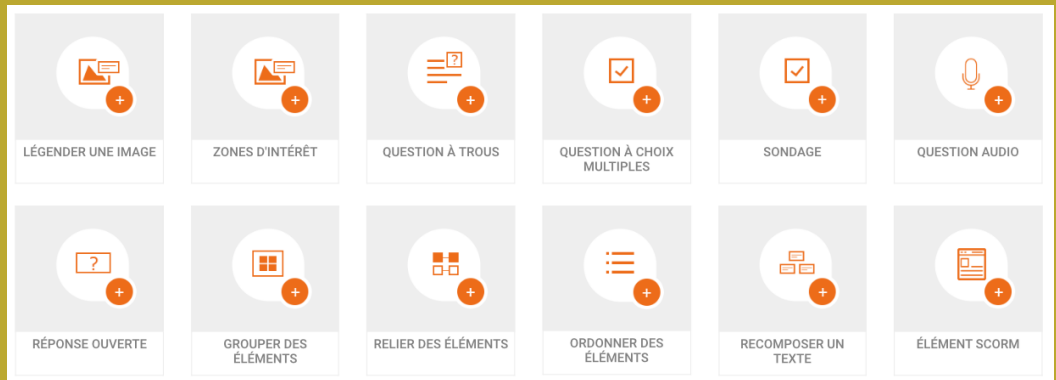 LÉGENDER UNE IMAGE
ZONES D'INTÉRÊT
QUESTION À TROUS
QUESTION À CHOIX
MULTIPLES
SONDAGE
QUESTION AUDIO
RÉPONSE OUVERTE
GROUPER DES
ÉLÉMENTS
RELIER DES ÉLÉMENTS
ORDONNER DES
ÉLÉMENTS
RECOMPOSER UN
TEXTE
ÉLÉMENT SCORM